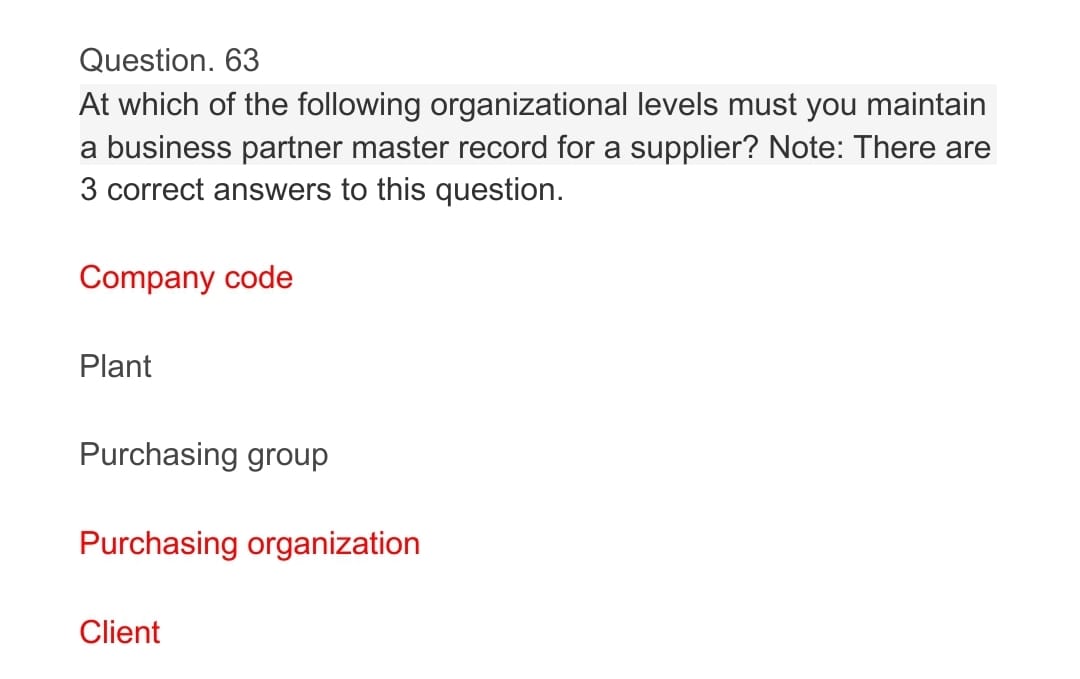 Question. 63
At which of the following organizational levels must you maintain
a business partner master record for a supplier? Note: There are
3 correct answers to this question.
Company code
Plant
Purchasing group
Purchasing organization
Client